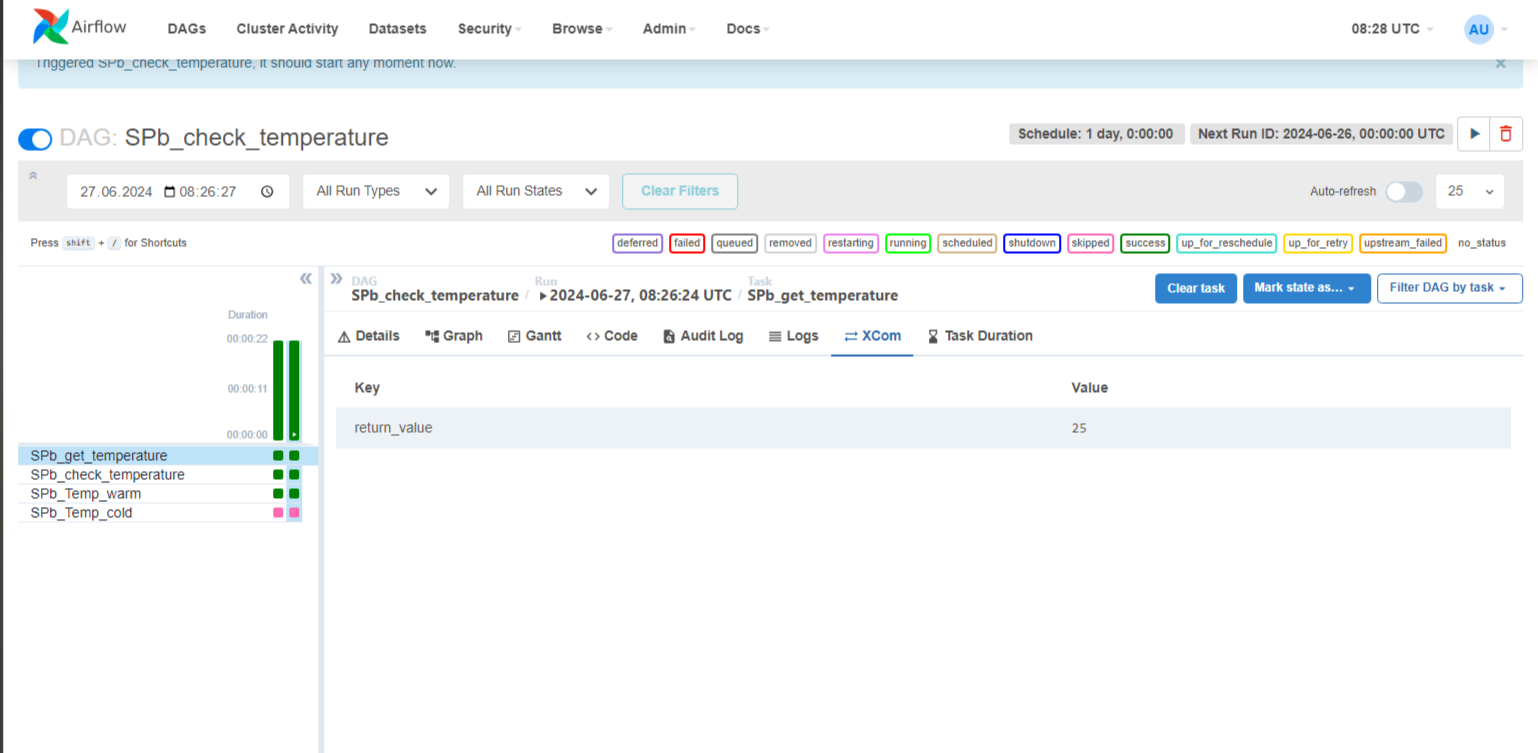 Airflow DAGs Cluster Activity Datasets Security Browse Admin Docs 08:28 UTC AU
Triggered SPb_check_temperature, it should start any moment now. ×
DAG: SPb_check_temperature Schedule: 1 day, 0:00:00 Next Run ID: 2024-06-26, 00:00:00 UTC
27.06.2024 08:26:27 All Run Types All Run States Clear Filters Auto-refresh 25
Press shift + / for Shortcuts deferred failed queued removed restarting running scheduled shutdown skipped success up_for_reschedule up_for_retry upstream_failed no_status
DAG Run Task
SPb_check_temperature / 2024-06-27, 08:26:24 UTC / SPb_get_temperature Clear task Mark state as... Filter DAG by task
Details Graph Gantt Code Audit Log Logs XCom Task Duration
Duration
00:00:22
00:00:11
00:00:00
Key Value
return_value 25
SPb_get_temperature
SPb_check_temperature
SPb_Temp_warm
SPb_Temp_cold